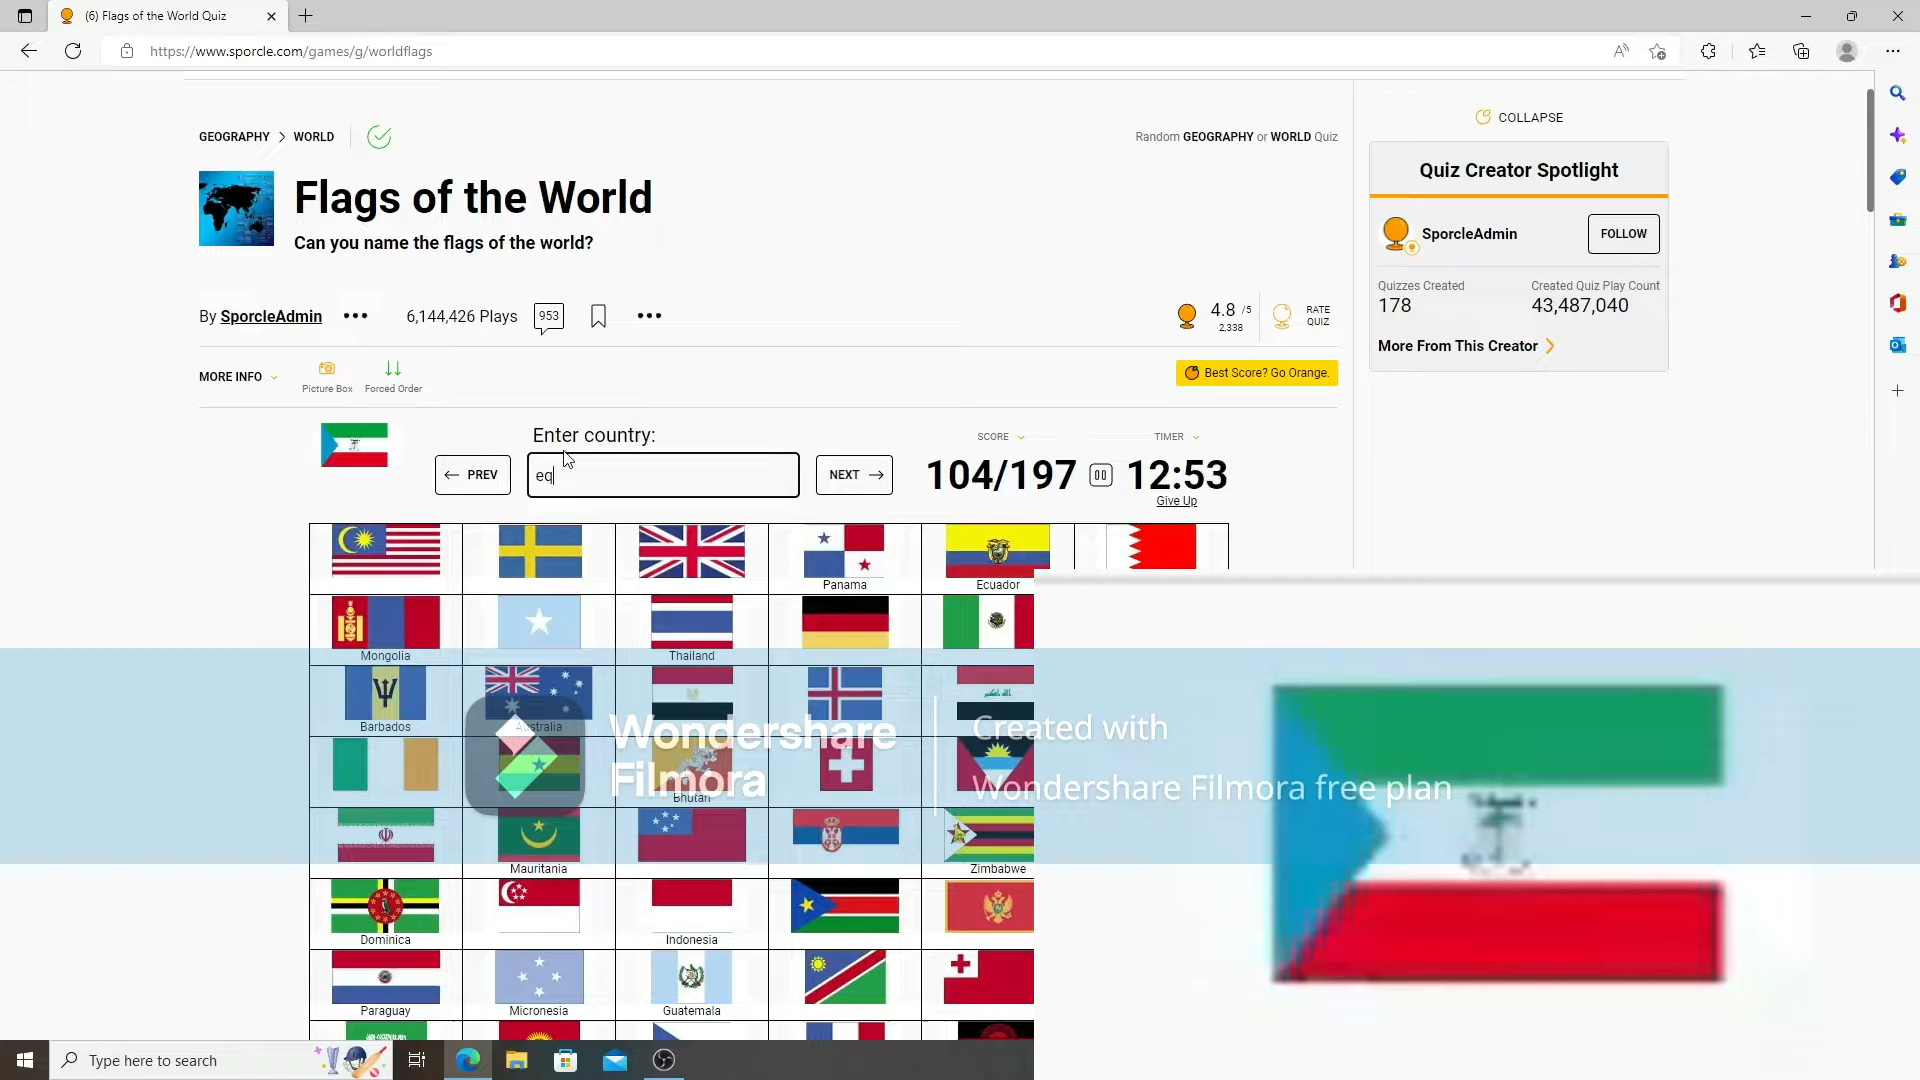 (6) Flags of the World Quiz
https://www.sporcle.com/games/g/worldflags
GEOGRAPHY
WORLD
Random GEOGRAPHY or WORLD Quiz
COLLAPSE
Flags of the World
Can you name the flags of the world?
Quiz Creator Spotlight
SporcleAdmin
FOLLOW
Quizzes Created
Created Quiz Play Count
178
43,487,040
More From This Creator
By SporcleAdmin
6,144,426 Plays
953
4.8 /5
2,338
RATE
QUIZ
MORE INFO
Picture Box
Forced Order
Best Score? Go Orange.
Enter country:
PREV
eq
NEXT
SCORE
TIMER
104/197
12:53
Give Up
Panama
Ecuador
Mongolia
Thailand
Barbados
Australia
Bhutan
Mauritania
Zimbabwe
Dominica
Indonesia
Paraguay
Micronesia
Guatemala
Wondershare
Filmora
Created with
Wondershare Filmora free plan
Type here to search